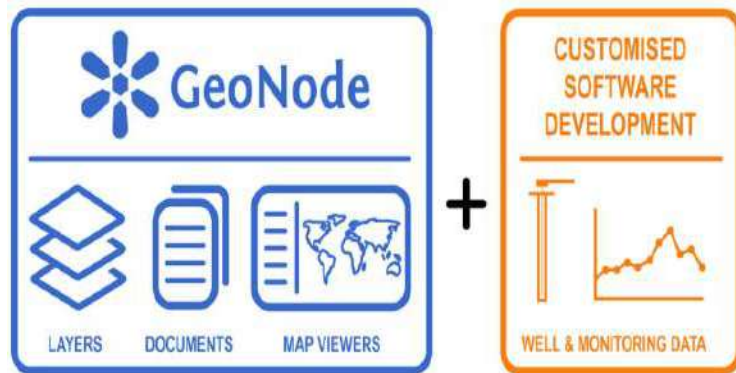 GeoNode
LAYERS
DOCUMENTS
MAP VIEWERS
+
CUSTOMISED
SOFTWARE
DEVELOPMENT
WELL & MONITORING DATA